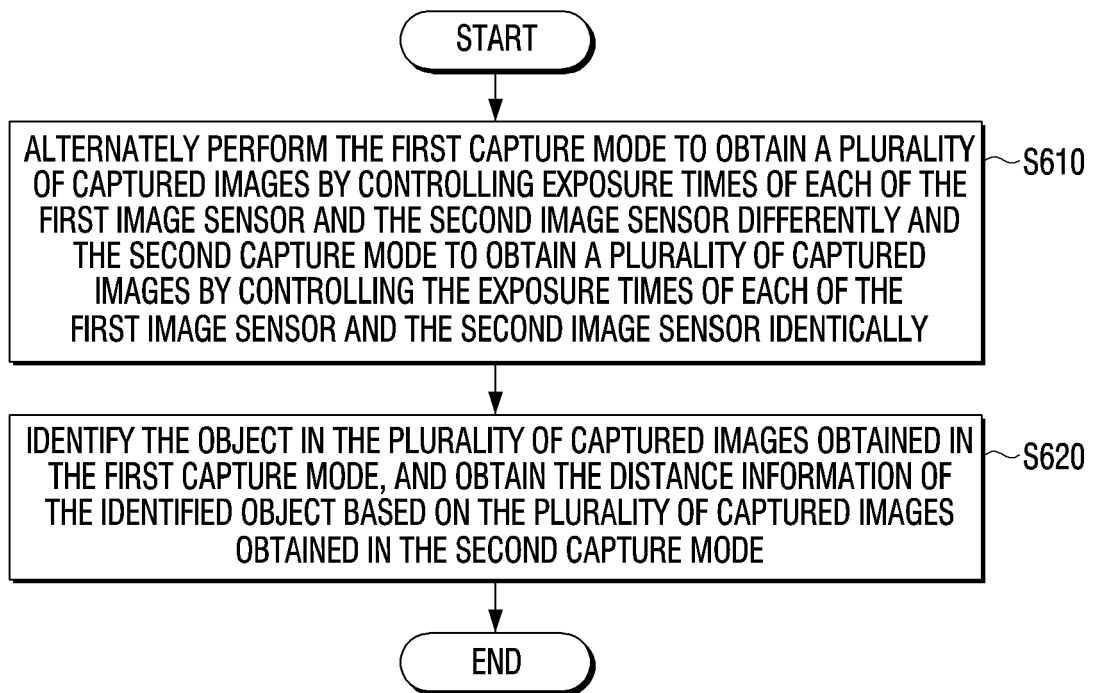 START
ALTERNATELY PERFORM THE FIRST CAPTURE MODE TO OBTAIN A PLURALITY
OF CAPTURED IMAGES BY CONTROLLING EXPOSURE TIMES OF EACH OF THE
FIRST IMAGE SENSOR AND THE SECOND IMAGE SENSOR DIFFERENTLY AND
THE SECOND CAPTURE MODE TO OBTAIN A PLURALITY OF CAPTURED
IMAGES BY CONTROLLING THE EXPOSURE TIMES OF EACH OF THE
FIRST IMAGE SENSOR AND THE SECOND IMAGE SENSOR IDENTICALLY
S610
IDENTIFY THE OBJECT IN THE PLURALITY OF CAPTURED IMAGES OBTAINED IN
THE FIRST CAPTURE MODE, AND OBTAIN THE DISTANCE INFORMATION OF
THE IDENTIFIED OBJECT BASED ON THE PLURALITY OF CAPTURED IMAGES
OBTAINED IN THE SECOND CAPTURE MODE
S620
END